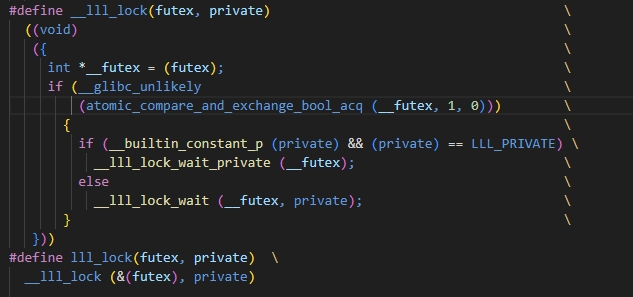 #define __lll_lock(futex, private) \
((void) \
({ \
int *__futex = (futex); \
if (__glibc_unlikely \
(atomic_compare_and_exchange_bool_acq (__futex, 1, 0))) \
{ \
if (__builtin_constant_p (private) && (private) == LLL_PRIVATE) \
__lll_lock_wait_private (__futex); \
else \
__lll_lock_wait (__futex, private); \
} \
}))
#define lll_lock(futex, private) \
__lll_lock (&(futex), private)